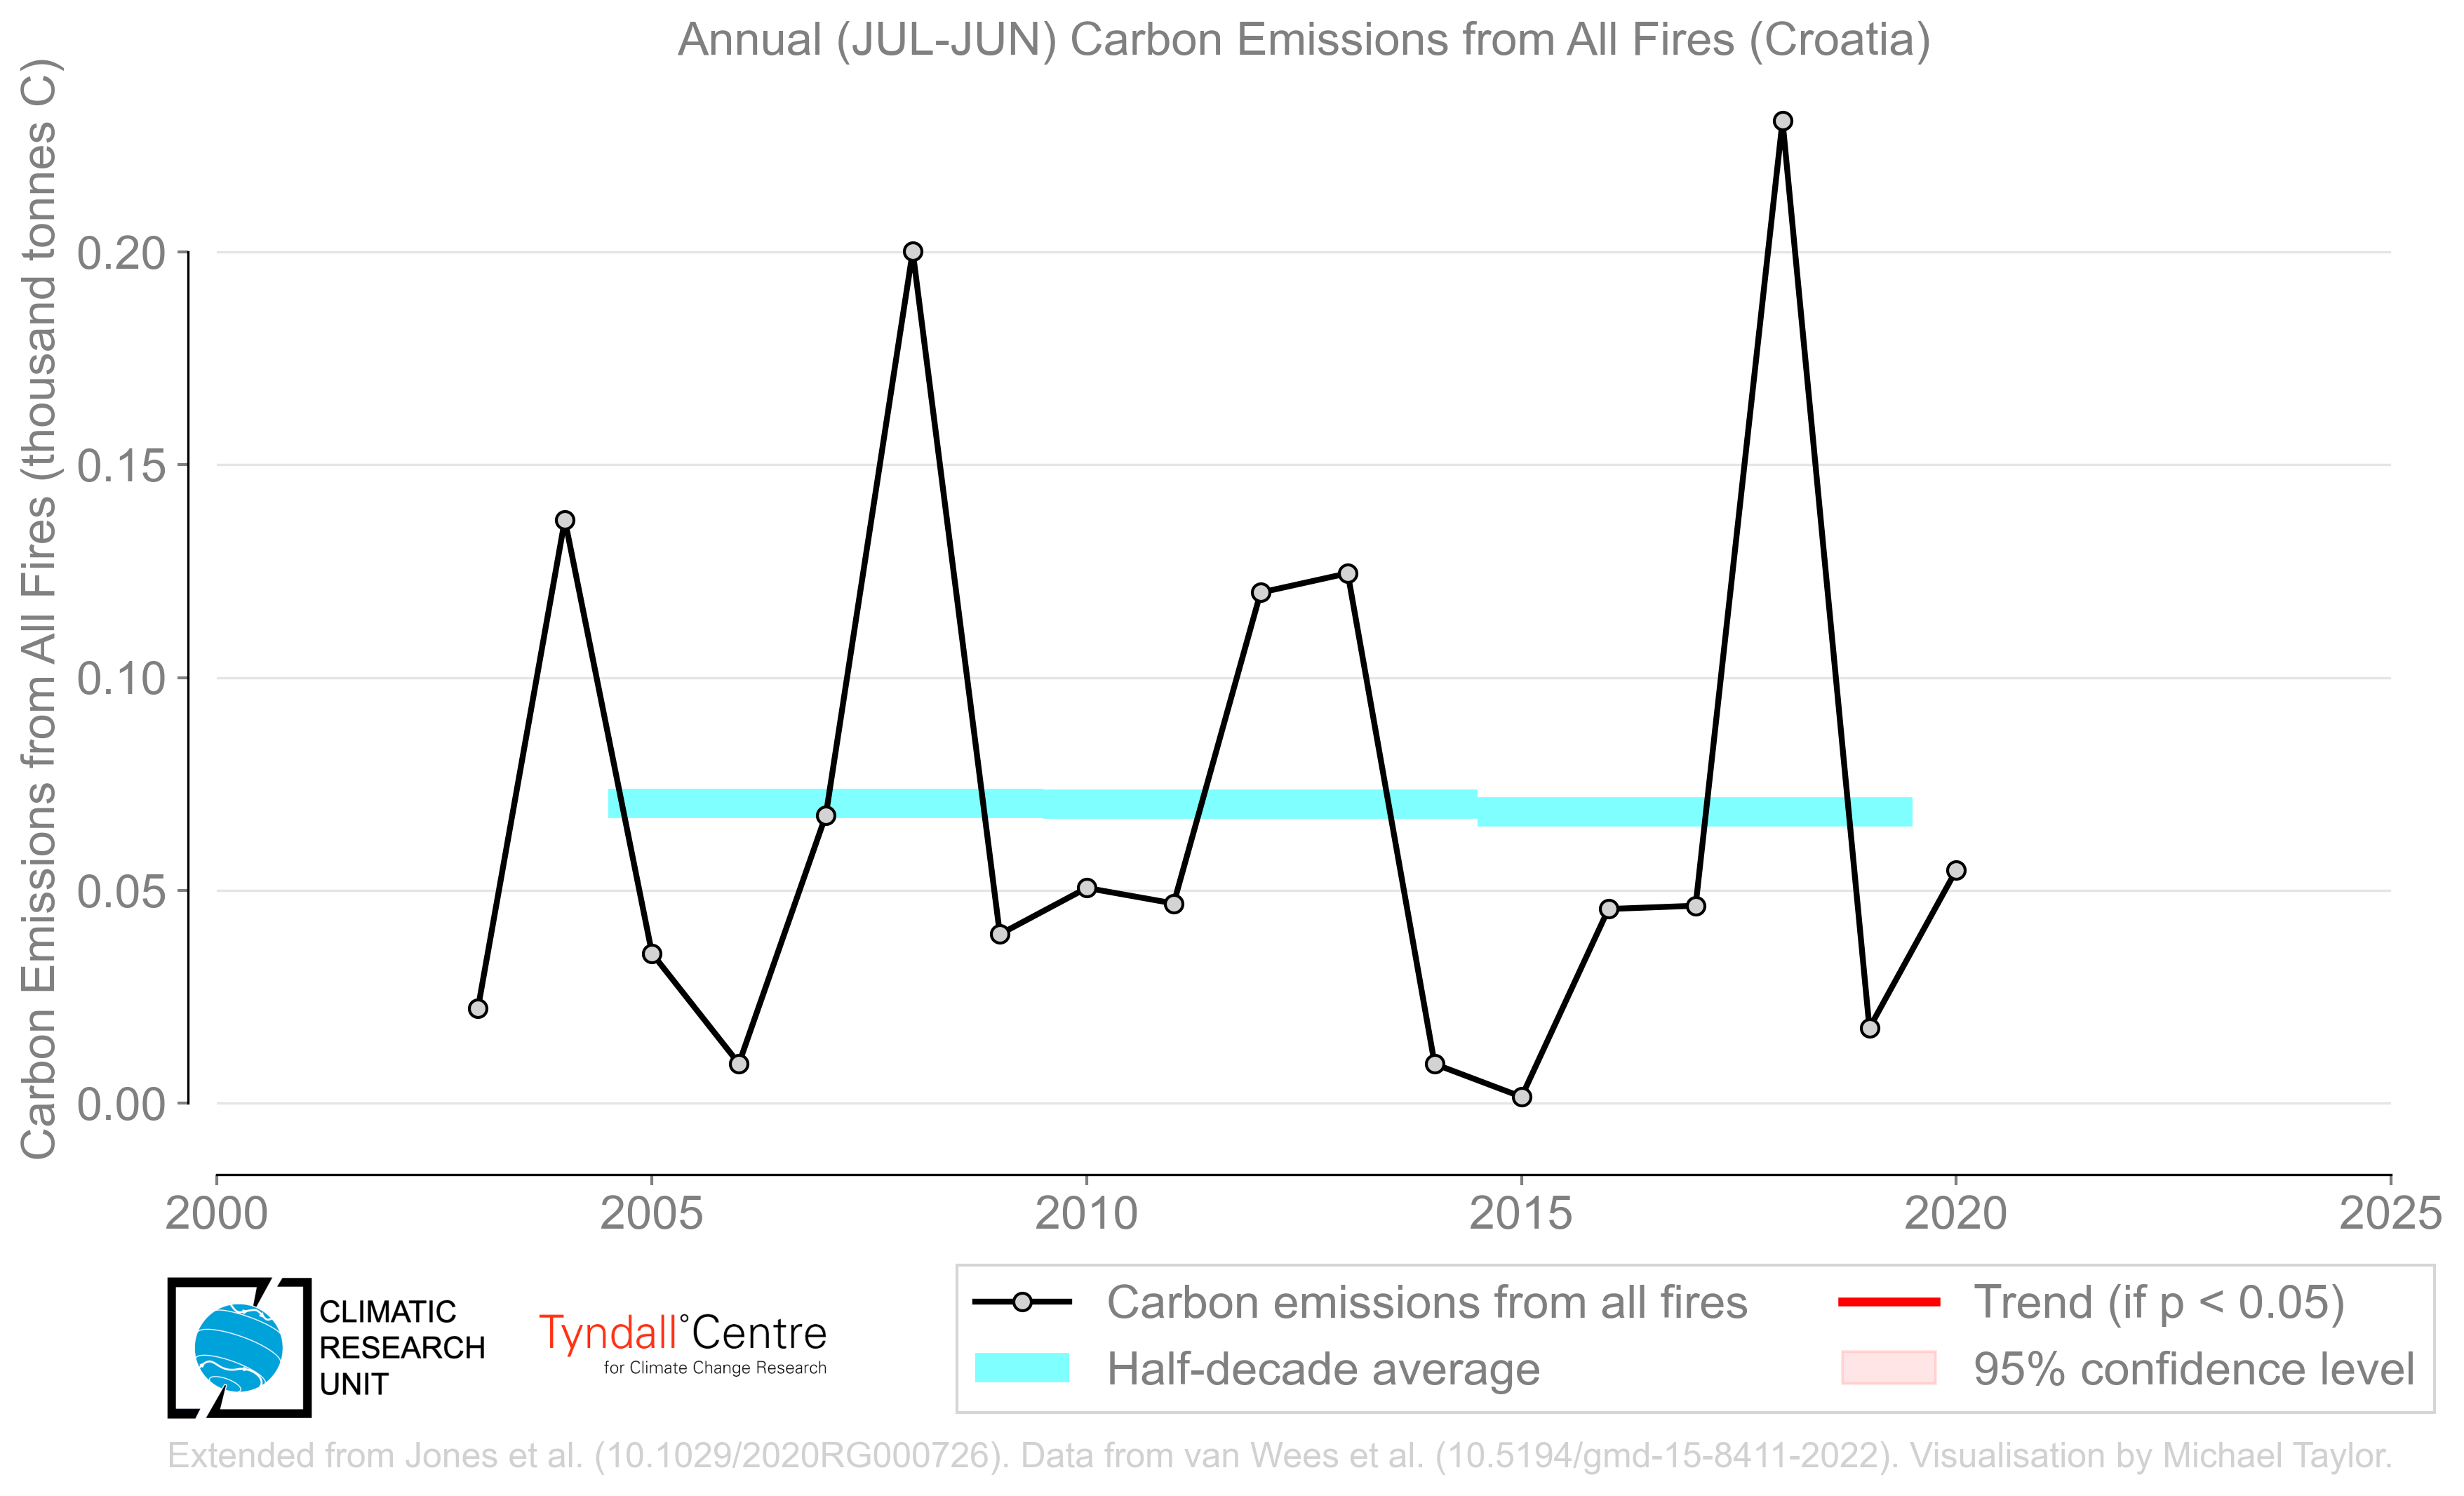 Annual (JUL-JUN) Carbon Emissions from All Fires (Croatia)
Carbon Emissions from All Fires (thousand tonnes C)
0.20
0.15
0.10
0.05
0.00
2000 2005 2010 2015 2020 2025
CLIMATIC
RESEARCH
UNIT
Tyndall°Centre
for Climate Change Research
Carbon emissions from all fires
Half-decade average
Trend (if p < 0.05)
95% confidence level
Extended from Jones et al. (10.1029/2020RG000726). Data from van Wees et al. (10.5194/gmd-15-8411-2022). Visualisation by Michael Taylor.